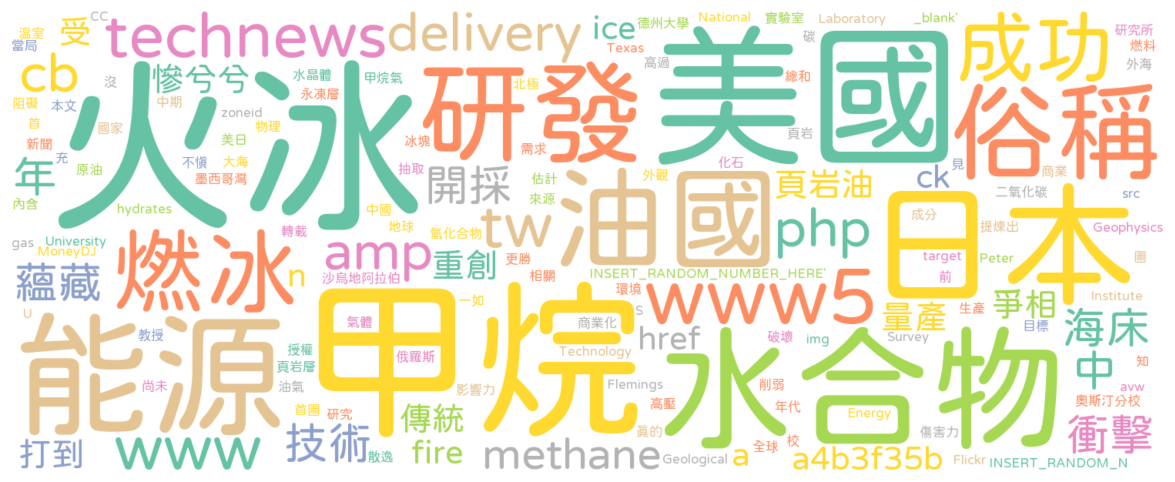 溫室
CC
受
technews
delivery
ice
德州大學
National
實驗室
Laboratory
_blank'
研究所
當局
Texas
碳
成功
燃料
cb
沒
慘兮兮
水晶體
甲烷氣
研發
北極
美國
高過
總和
外海
阻礙
本文
中期
永凍層
火冰
俗稱
首
zoneid
國家
美日
物理
冰塊
頁岩
新聞
充
不慎
大海
抽取
需求
化石
見
商業
年
原油
墨西哥灣
開採
估計
外觀
頁岩油
ck
二氧化碳
src
內含
hydrates
中國
地球
來源
油國
日本
成分
提煉出
Geophysics
gas
University
轉載
氫化合物
tw
php
MoneyDJ
燃冰
amp
更勝
target
Peter
圖
蘊藏
n
沙烏地阿拉伯
重創
相關
INSERT_RANDOM_NUMBER_HERE'
前
U
一如
環境
www5
量產
爭相
生產
Institute
能源
教授
氣體
甲烷
商業化
S
href
破壞
img
Survey
目標
海床
授權
頁岩層
俄羅斯
Technology
水合物
中
知
尚未
油氣
影響力
Flemings
削弱
avw
首圖
研究
傳統
高壓
年代
Energy
奧斯汀分校
打到
www
技術
fire
真的
全球
校
傷害力
衝擊
散逸
methane
Geological
a
a4b3f35b
Flickr
INSERT_RANDOM_N